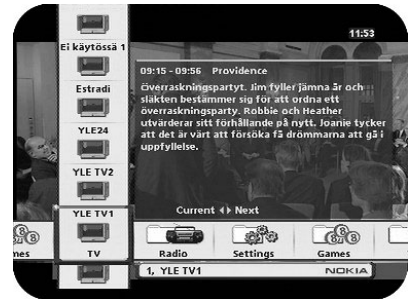 11:53
Ei käytössä 1
Estradi
YLE24
YLE TV2
YLE TV1
09:15 - 09:56 Providence
Överraskningspartyt. Jim fyller jämna år och
släkten bestämmer sig för att ordna ett
överraskningsparty. Robbie och Heather
utvärderar sitt förhållande på nytt. Joanie tycker
att det är värt att försöka få drömmarna att gå i
uppfyllelse.
Current Next
mes
TV
Radio
Settings
Games
1, YLE TV1
NOKIA